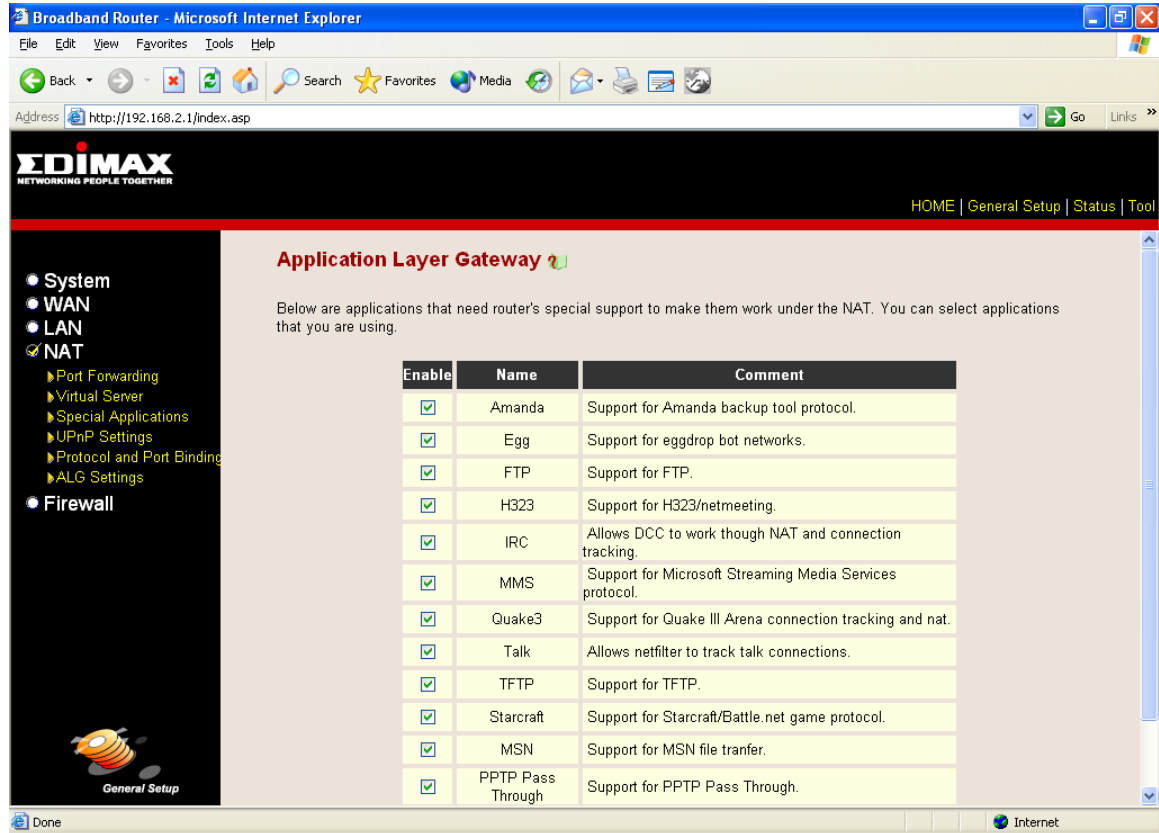 Broadband Router - Microsoft Internet Explorer
File Edit View Favorites Tools Help
Back Search Favorites Media
Address http://192.168.2.1/index.asp Go Links »
EDIMAX
NETWORKING PEOPLE TOGETHER
HOME | General Setup | Status | Tool
System
WAN
LAN
NAT
Port Forwarding
Virtual Server
Special Applications
UPnP Settings
Protocol and Port Binding
ALG Settings
Firewall
General Setup
Application Layer Gateway
Below are applications that need router's special support to make them work under the NAT. You can select applications
that you are using.
Enable Name Comment
Amanda Support for Amanda backup tool protocol.
Egg Support for eggdrop bot networks.
FTP Support for FTP.
H323 Support for H323/netmeeting.
IRC Allows DCC to work though NAT and connection
tracking.
MMS Support for Microsoft Streaming Media Services
protocol.
Quake3 Support for Quake III Arena connection tracking and nat.
Talk Allows netfilter to track talk connections.
TFTP Support for TFTP.
Starcraft Support for Starcraft/Battle.net game protocol.
MSN Support for MSN file tranfer.
PPTP Pass
Through Support for PPTP Pass Through.
Done Internet